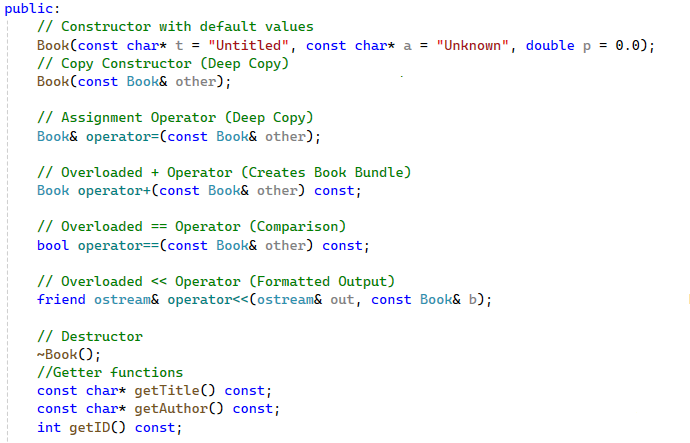 public:
// Constructor with default values
Book(const char* t = "Untitled", const char* a = "Unknown", double p = 0.0);
// Copy Constructor (Deep Copy)
Book(const Book& other);
// Assignment Operator (Deep Copy)
Book& operator=(const Book& other);
// Overloaded + Operator (Creates Book Bundle)
Book operator+(const Book& other) const;
// Overloaded == Operator (Comparison)
bool operator==(const Book& other) const;
// Overloaded << Operator (Formatted Output)
friend ostream& operator<<(ostream& out, const Book& b);
// Destructor
~Book();
//Getter functions
const char* getTitle() const;
const char* getAuthor() const;
int getID() const;